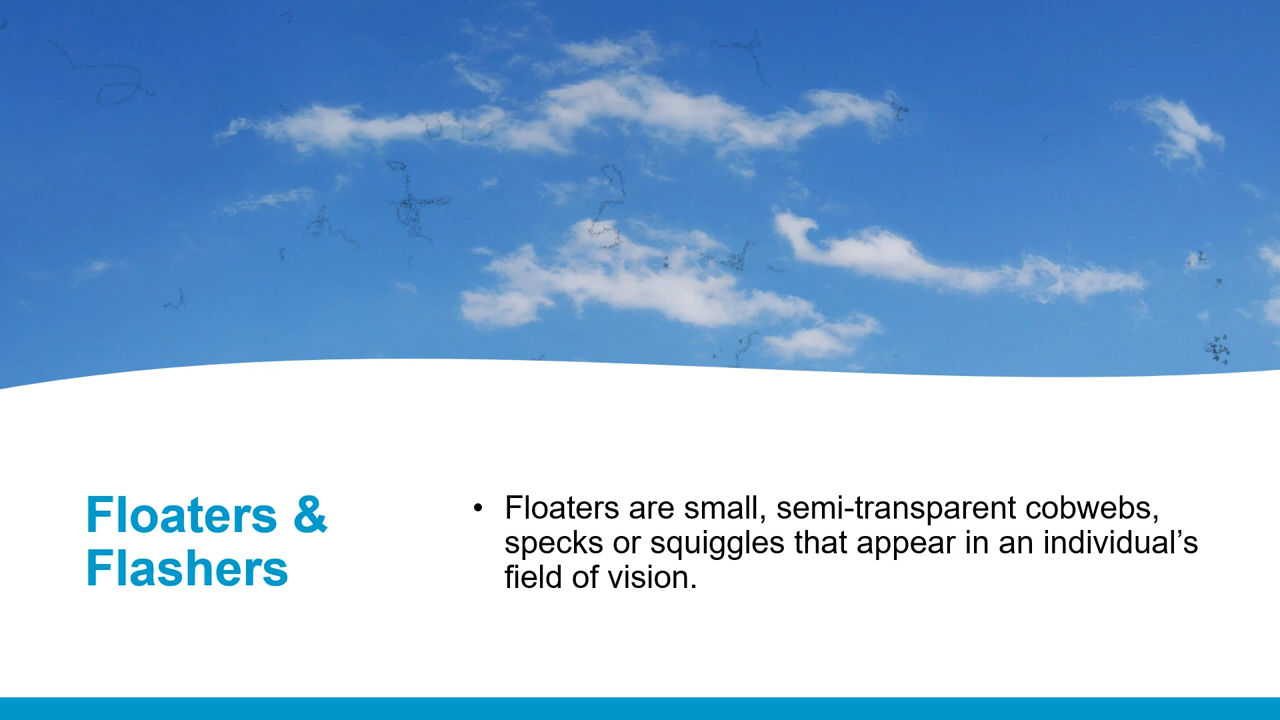 Floaters &
Flashers
• Floaters are small, semi-transparent cobwebs,
specks or squiggles that appear in an individual’s
field of vision.